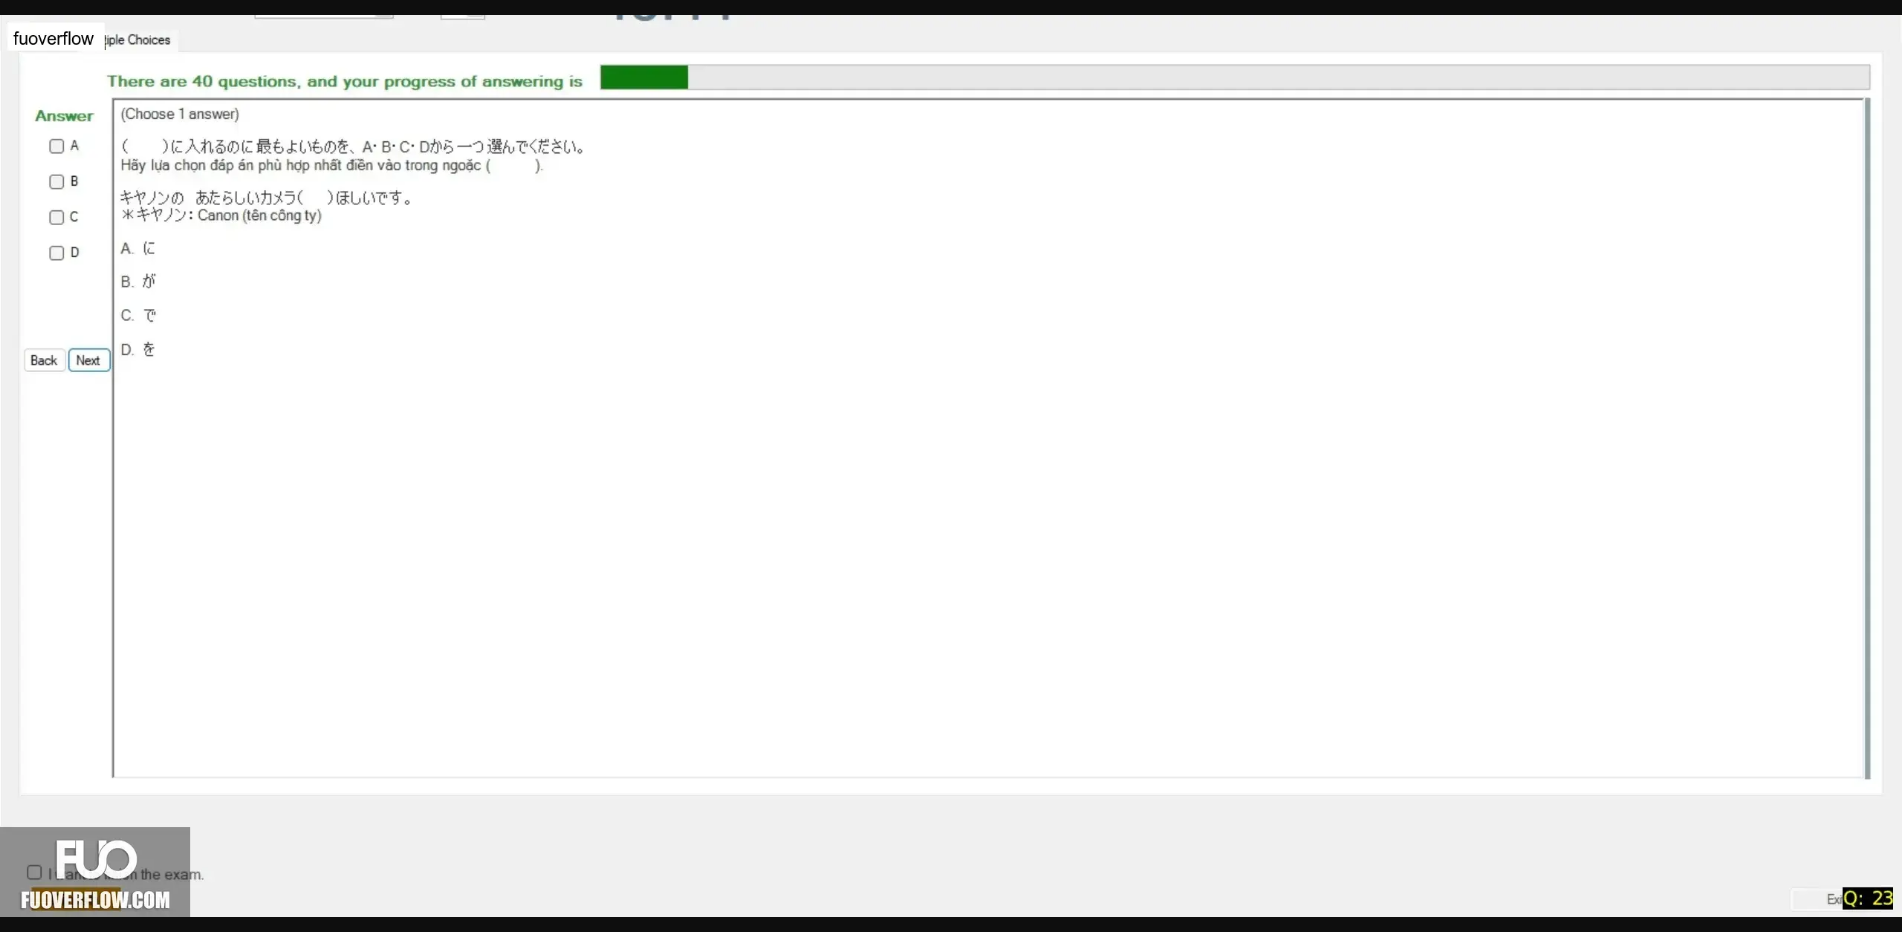 fuoverflow
iple Choices
There are 40 questions, and your progress of answering is
Answer
(Choose 1 answer)
A
(　　)に入れるのに最もよいものを、A・B・C・Dから一つ選んでください。
Hãy lựa chọn đáp án phù hợp nhất điền vào trong ngoặc (　　).
B
キヤノンの　あたらしいカメラ(　　)ほしいです。
C
＊キヤノン：Canon (tên công ty)
A. に
D
B. が
C. で
D. を
Back
Next
FUO
I the exam.
FUOVERFLOW.COM
Q: 23